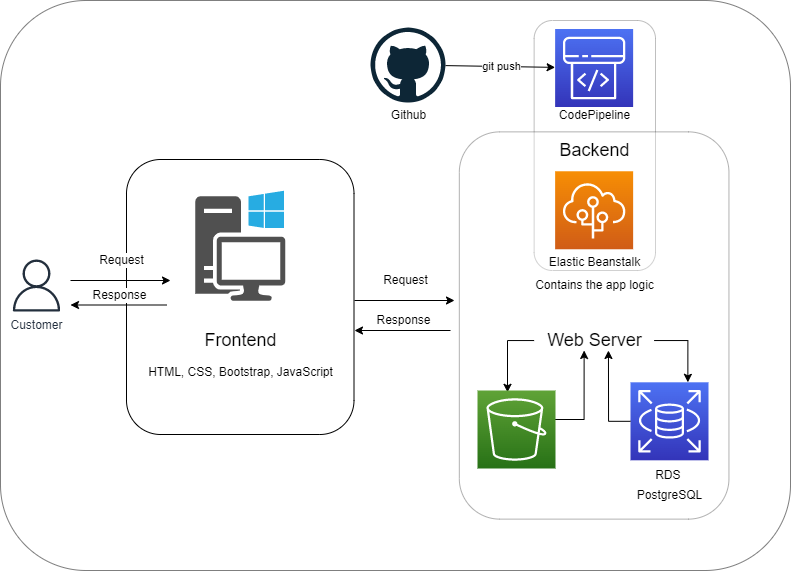 git push
Github
CodePipeline
Backend
Elastic Beanstalk
Contains the app logic
Request
Response
Customer
Frontend
HTML, CSS, Bootstrap, JavaScript
Request
Response
Web Server
RDS
PostgreSQL